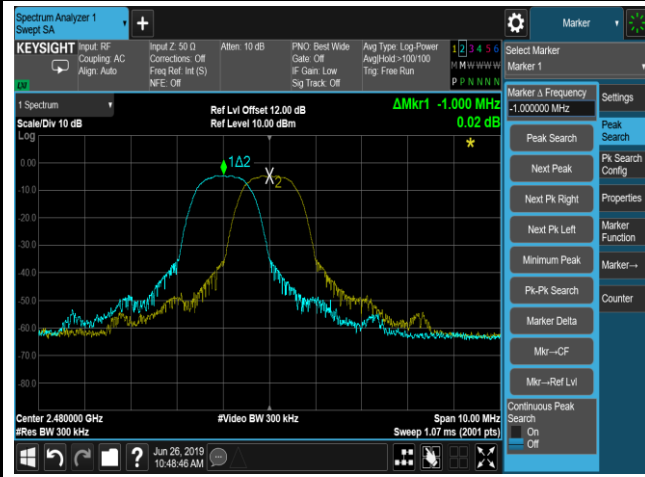 Spectrum Analyzer 1
Swept SA
+
Marker
KEYSIGHT
Input: RF
Coupling: AC
Align: Auto
Input Z: 50 Ω
Corrections: Off
Freq Ref: Int (S)
NFE: Off
Atten: 10 dB
PNO: Best Wide
Gate: Off
IF Gain: Low
Sig Track: Off
Avg Type: Log-Power
Avg|Hold:>100/100
Trig: Free Run
1 2 3 4 5 6
M M W W W W
P P N N N N
Select Marker
Marker 1
1 Spectrum
Scale/Div 10 dB
Log
Ref Lvl Offset 12.00 dB
Ref Level 10.00 dBm
ΔMkr1 -1.000 MHz
0.02 dB
*
1Δ2
2
0.00
-10.0
-20.0
-30.0
-40.0
-50.0
-60.0
-70.0
-80.0
Center 2.480000 GHz
#Res BW 300 kHz
#Video BW 300 kHz
Span 10.00 MHz
Sweep 1.07 ms (2001 pts)
Marker Δ Frequency
-1.000000 MHz
Peak Search
Next Peak
Next Pk Right
Next Pk Left
Minimum Peak
Pk-Pk Search
Marker Delta
Mkr→CF
Mkr→Ref Lvl
Continuous Peak
Search
On
Off
Settings
Peak
Search
Pk Search
Config
Properties
Marker
Function
Marker→
Counter
?
Jun 26, 2019
10:48:46 AM